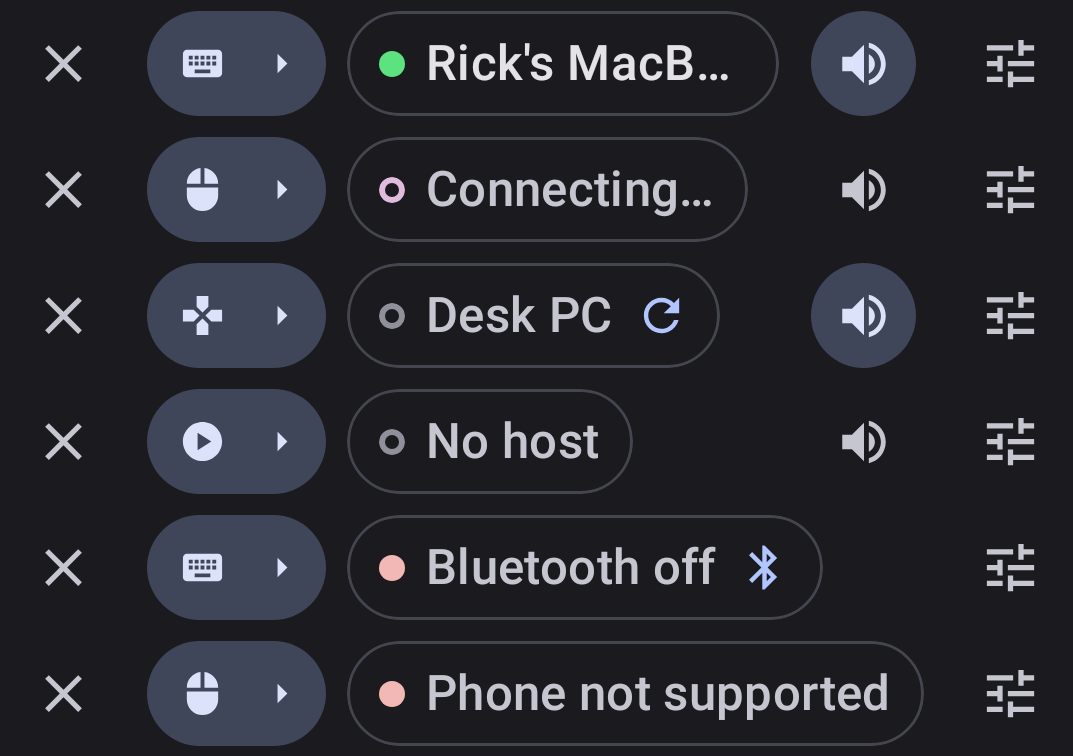 Rick's MacB…
Connecting…
Desk PC
No host
Bluetooth off
Phone not supported